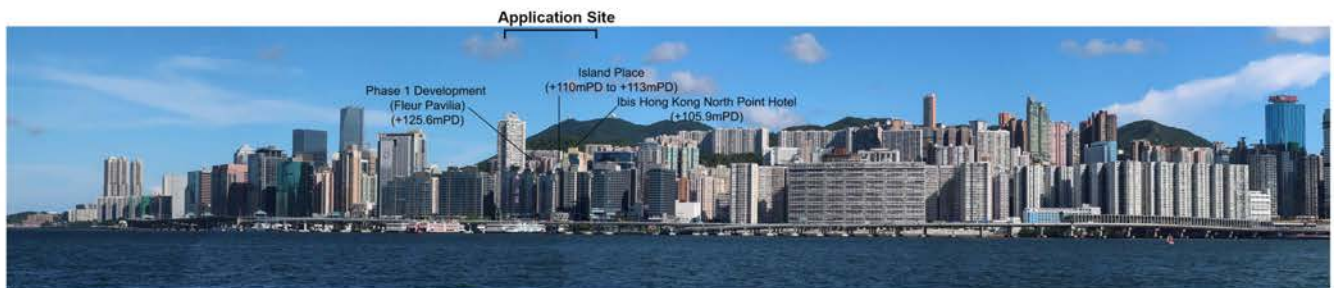 Application Site
Island Place
(+110mPD to +113mPD)
Phase 1 Development
(Fleur Pavilia)
(+125.6mPD)
Ibis Hong Kong North Point Hotel
(+105.9mPD)